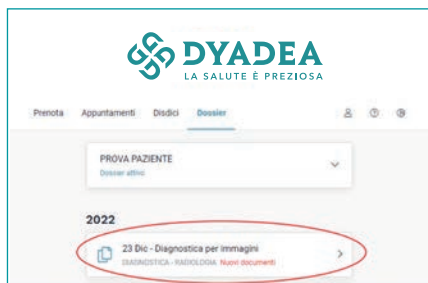 DYADEA
LA SALUTE È PREZIOSA
Prenota Appuntamenti Disdici Dossier
PROVA PAZIENTE
Dossier attivo
2022
23 Dic - Diagnostica per immagini
DIAGNOSTICA - RADIOLOGIA Nuovi documenti